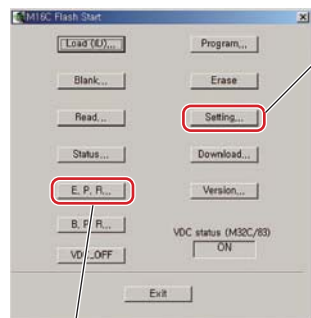 M16C Flash Start
Load (ID)...
Program...
Blank...
Erase
Read...
Setting...
Status...
Download...
E. P. R...
Version...
B. P. R...
VDC status (M32C/83)
VDC OFF
ON
Exit